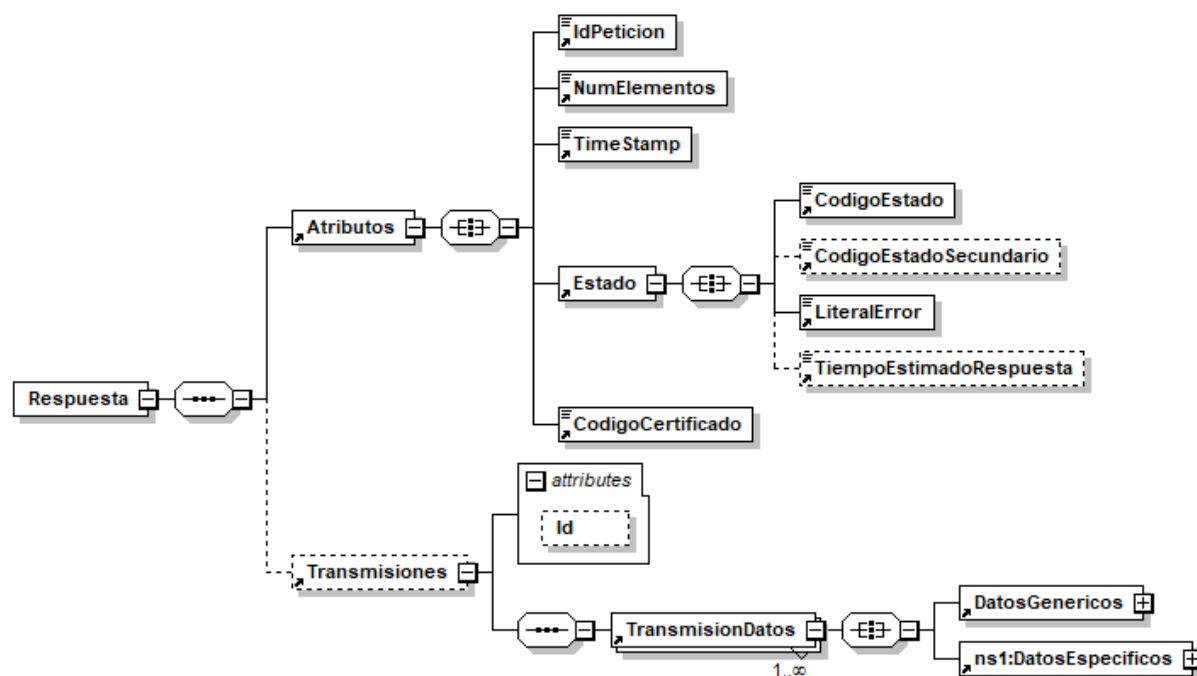 IdPeticion
NumElementos
TimeStamp
CodigoEstado
Atributos
CodigoEstadoSecundario
Estado
LiteralError
TiempoEstimadoRespuesta
Respuesta
CodigoCertificado
attributes
Id
Transmisiones
DatosGenericos
TransmisionDatos
ns1:DatosEspecificos
1..∞